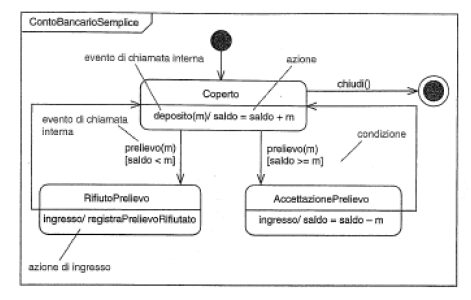 ContoBancarioSemplice
evento di chiamata interna
azione
Coperto
chiudi()
deposito(m)/ saldo = saldo + m
evento di chiamata
interna
prelievo(m)
[saldo < m]
prelievo(m)
[saldo >= m]
condizione
RifiutoPrelievo
ingresso/ registraPrelievoRifiutato
AccettazionePrelievo
ingresso/ saldo = saldo – m
azione di ingresso